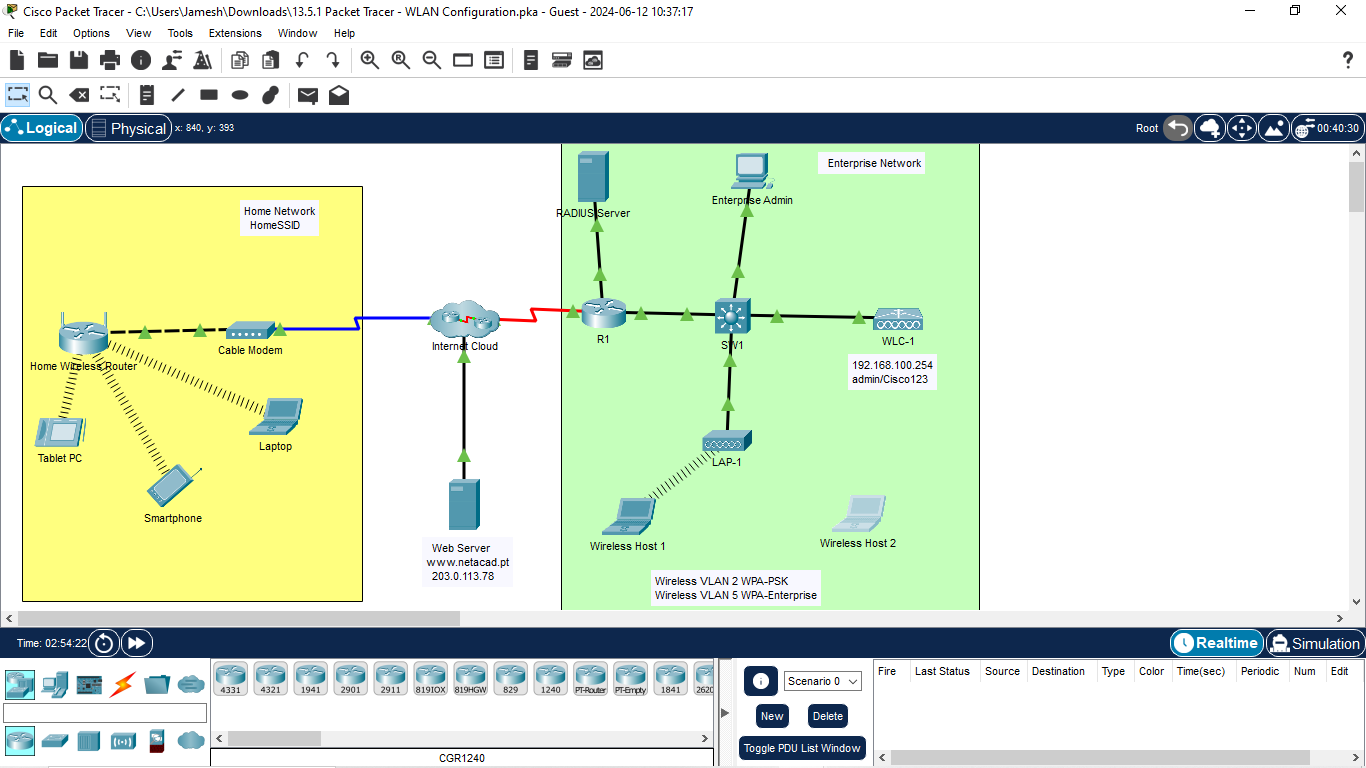 Cisco Packet Tracer - C:\Users\Jamesh\Downloads\13.5.1 Packet Tracer - WLAN Configuration.pka - Guest - 2024-06-12 10:37:17
File Edit Options View Tools Extensions Window Help
Logical Physical x: 840, y: 393 Root 00:40:30
Enterprise Network
Home Network
HomeSSID
RADIUS Server
Enterprise Admin
Home Wireless Router
Cable Modem
Internet Cloud
R1
SW1
WLC-1
192.168.100.254
admin/Cisco123
Tablet PC
Laptop
Smartphone
LAP-1
Web Server
www.netacad.pt
203.0.113.78
Wireless Host 1
Wireless Host 2
Wireless VLAN 2 WPA-PSK
Wireless VLAN 5 WPA-Enterprise
Time: 02:54:22 Realtime Simulation
4331 4321 1941 2901 2911 819IOX 819HGW 829 1240 PT-Router PT-Empty 1841 2620
CGR1240
Scenario 0
New Delete
Toggle PDU List Window
Fire Last Status Source Destination Type Color Time(sec) Periodic Num Edit